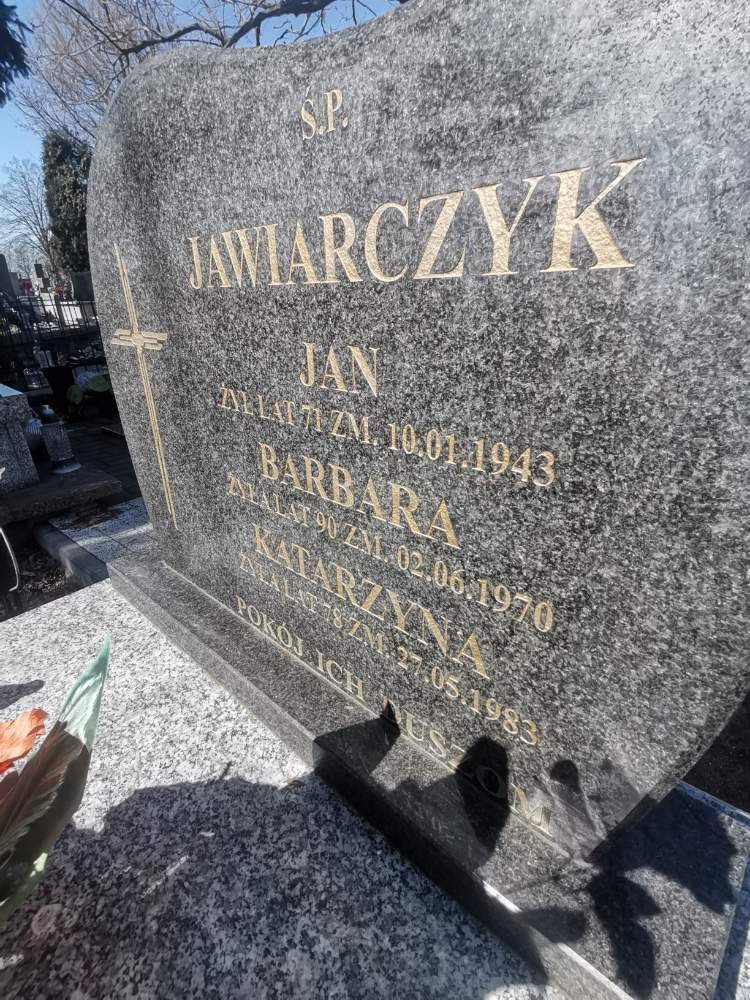 Ś.P.
JAWIARCZYK
JAN
ŻYŁ LAT 71 ZM. 10.01.1943
BARBARA
ŻYŁA LAT 90 ZM. 02.06.1970
KATARZYNA
ŻYŁA LAT 78 ZM. 27.05.1983
POKÓJ ICH DUSZOM